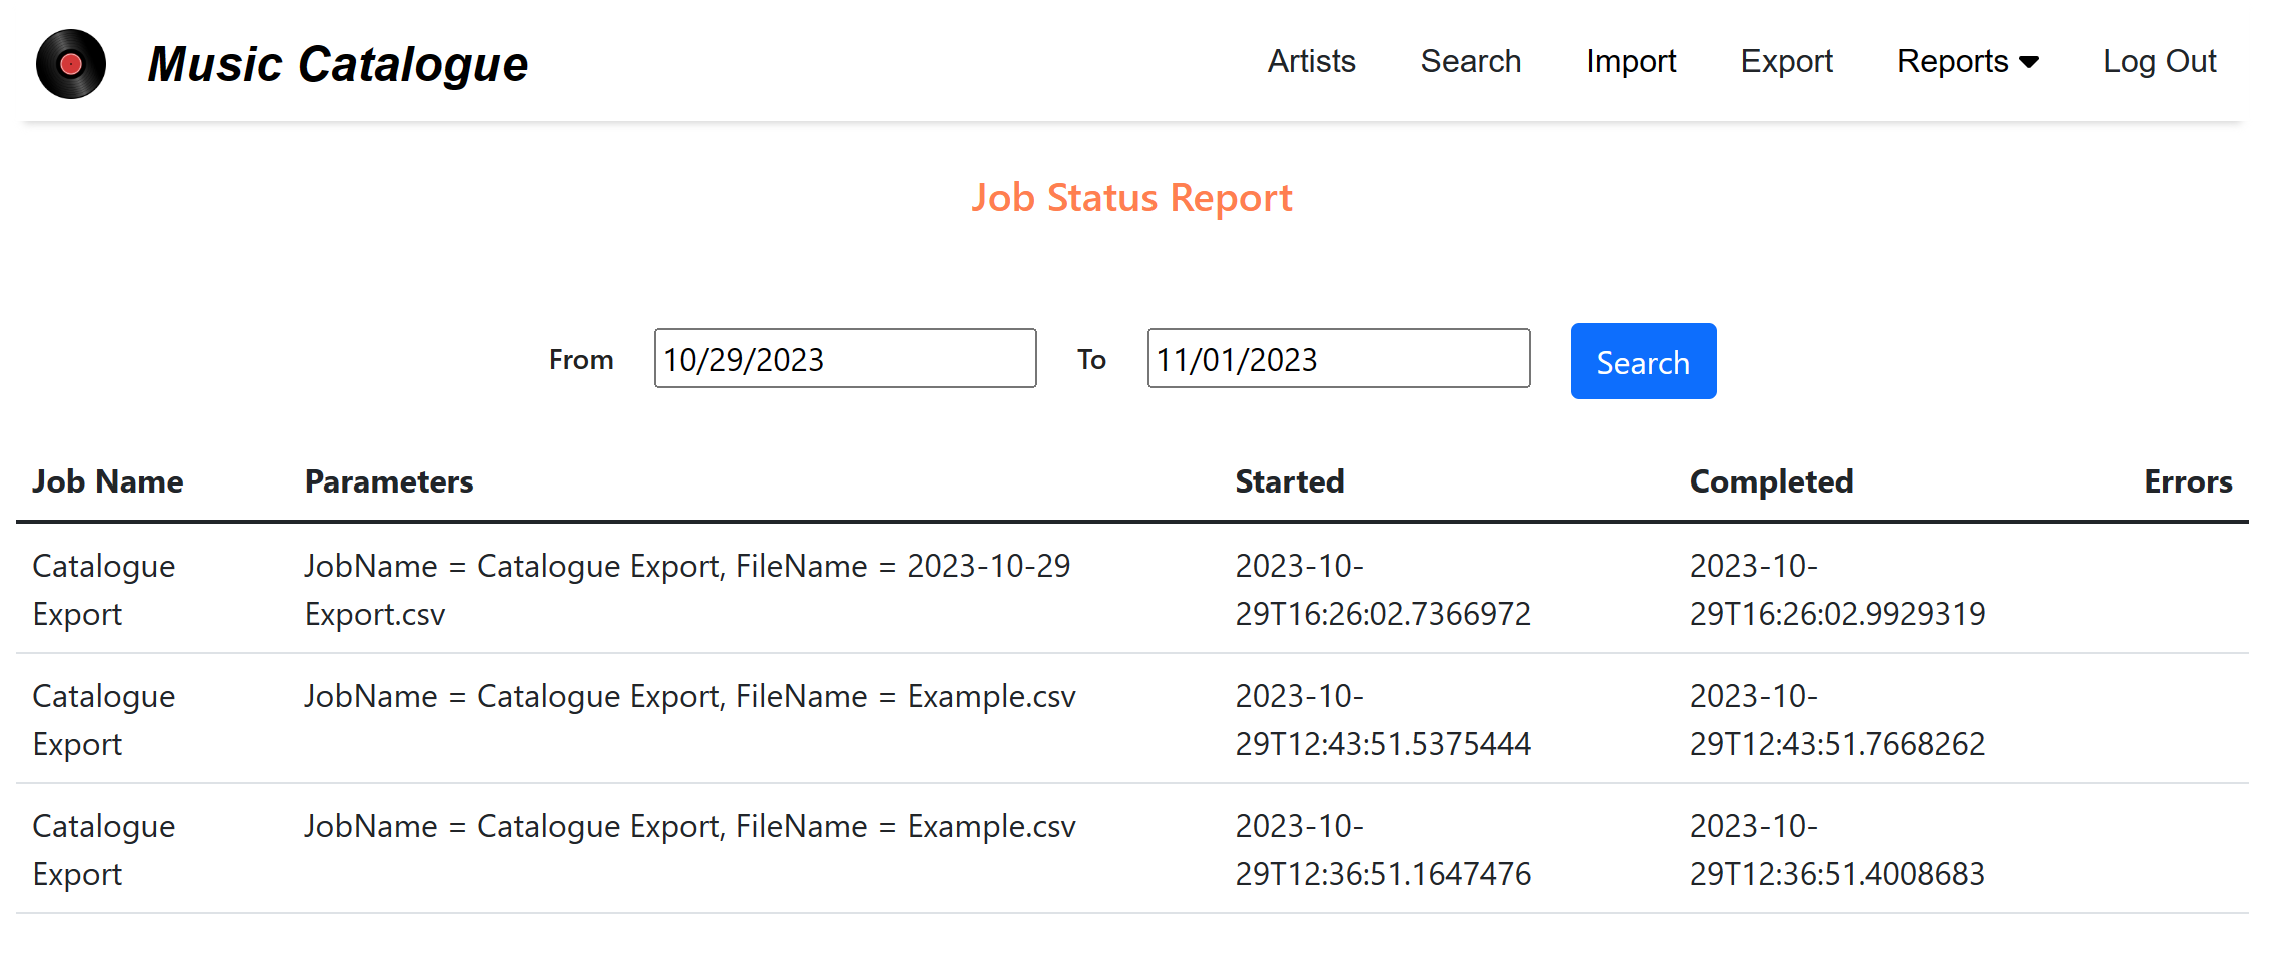 Music Catalogue
Artists Search Import Export Reports Log Out
Job Status Report
From 10/29/2023 To 11/01/2023 Search
Job Name Parameters Started Completed Errors
Catalogue JobName = Catalogue Export, FileName = 2023-10-29 2023-10- 2023-10-
Export Export.csv 29T16:26:02.7366972 29T16:26:02.9929319
Catalogue JobName = Catalogue Export, FileName = Example.csv 2023-10- 2023-10-
Export 29T12:43:51.5375444 29T12:43:51.7668262
Catalogue JobName = Catalogue Export, FileName = Example.csv 2023-10- 2023-10-
Export 29T12:36:51.1647476 29T12:36:51.4008683